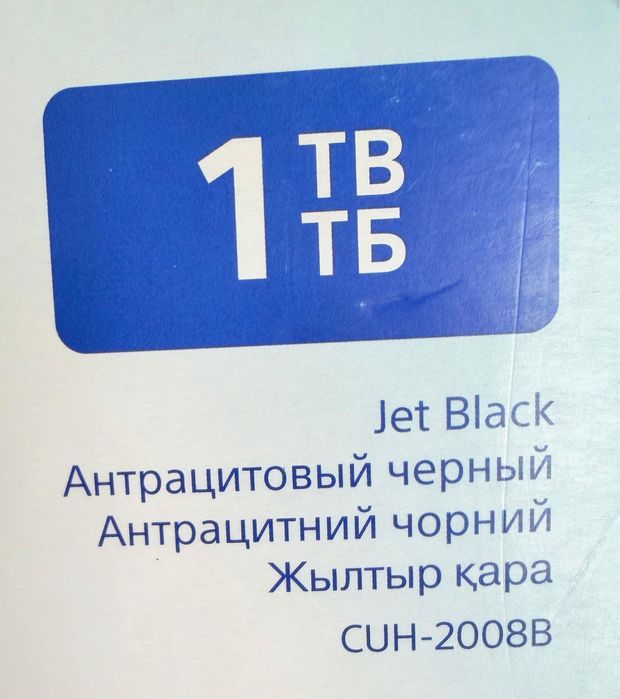 1 TB
ТБ
Jet Black
Антрацитовый черный
Антрацитний чорний
Жылтыр қара
CUH-2008B